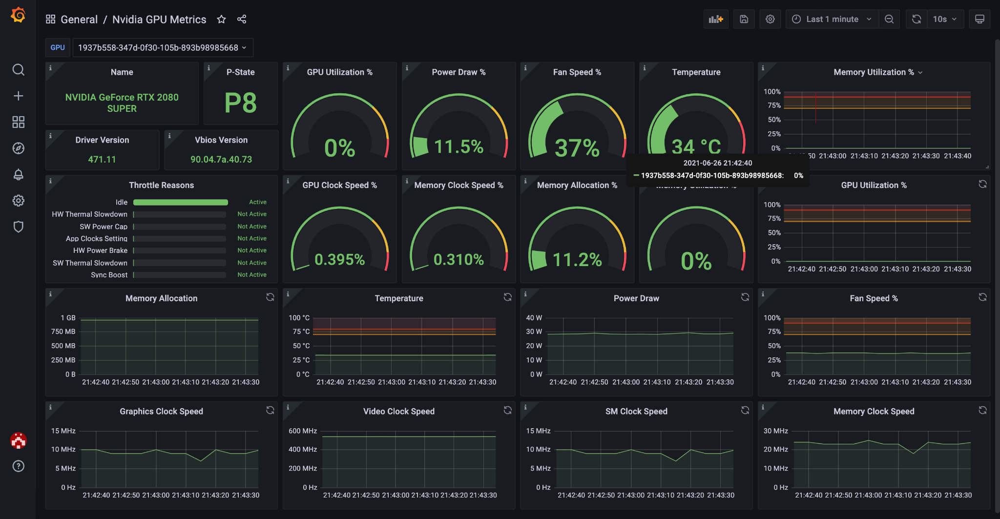 General / Nvidia GPU Metrics
Last 1 minute
10s
GPU
1937b558-347d-0f30-105b-893b98985668
Name
NVIDIA GeForce RTX 2080
SUPER
P-State
P8
GPU Utilization %
0%
Power Draw %
11.5%
Fan Speed %
37%
Temperature
34 °C
Memory Utilization %
100%
75%
50%
25%
0%
50 21:43:00 21:43:10 21:43:20 21:43:30 21:43:40
Driver Version
471.11
Vbios Version
90.04.7a.40.73
2021-06-26 21:42:40
1937b558-347d-0f30-105b-893b98985668: 0%
Throttle Reasons
Idle Active
HW Thermal Slowdown Not Active
SW Power Cap Not Active
App Clocks Setting Not Active
HW Power Brake Not Active
SW Thermal Slowdown Not Active
Sync Boost Not Active
GPU Clock Speed %
0.395%
Memory Clock Speed %
0.310%
Memory Allocation %
11.2%
Memory Utilization %
0%
GPU Utilization %
100%
75%
50%
25%
0%
21:42:40 21:42:50 21:43:00 21:43:10 21:43:20 21:43:30
Memory Allocation
1 GB
750 MB
500 MB
250 MB
0 B
21:42:40 21:42:50 21:43:00 21:43:10 21:43:20 21:43:30
Temperature
100 °C
75 °C
50 °C
25 °C
0 °C
21:42:40 21:42:50 21:43:00 21:43:10 21:43:20 21:43:30
Power Draw
40 W
30 W
20 W
10 W
0 W
21:42:40 21:42:50 21:43:00 21:43:10 21:43:20 21:43:30
Fan Speed %
100%
75%
50%
25%
0%
21:42:40 21:42:50 21:43:00 21:43:10 21:43:20 21:43:30
Graphics Clock Speed
15 MHz
10 MHz
5 MHz
0 Hz
21:42:40 21:42:50 21:43:00 21:43:10 21:43:20 21:43:30
Video Clock Speed
600 MHz
400 MHz
200 MHz
0 Hz
21:42:40 21:42:50 21:43:00 21:43:10 21:43:20 21:43:30
SM Clock Speed
15 MHz
10 MHz
5 MHz
0 Hz
21:42:40 21:42:50 21:43:00 21:43:10 21:43:20 21:43:30
Memory Clock Speed
30 MHz
20 MHz
10 MHz
0 Hz
21:42:40 21:42:50 21:43:00 21:43:10 21:43:20 21:43:30